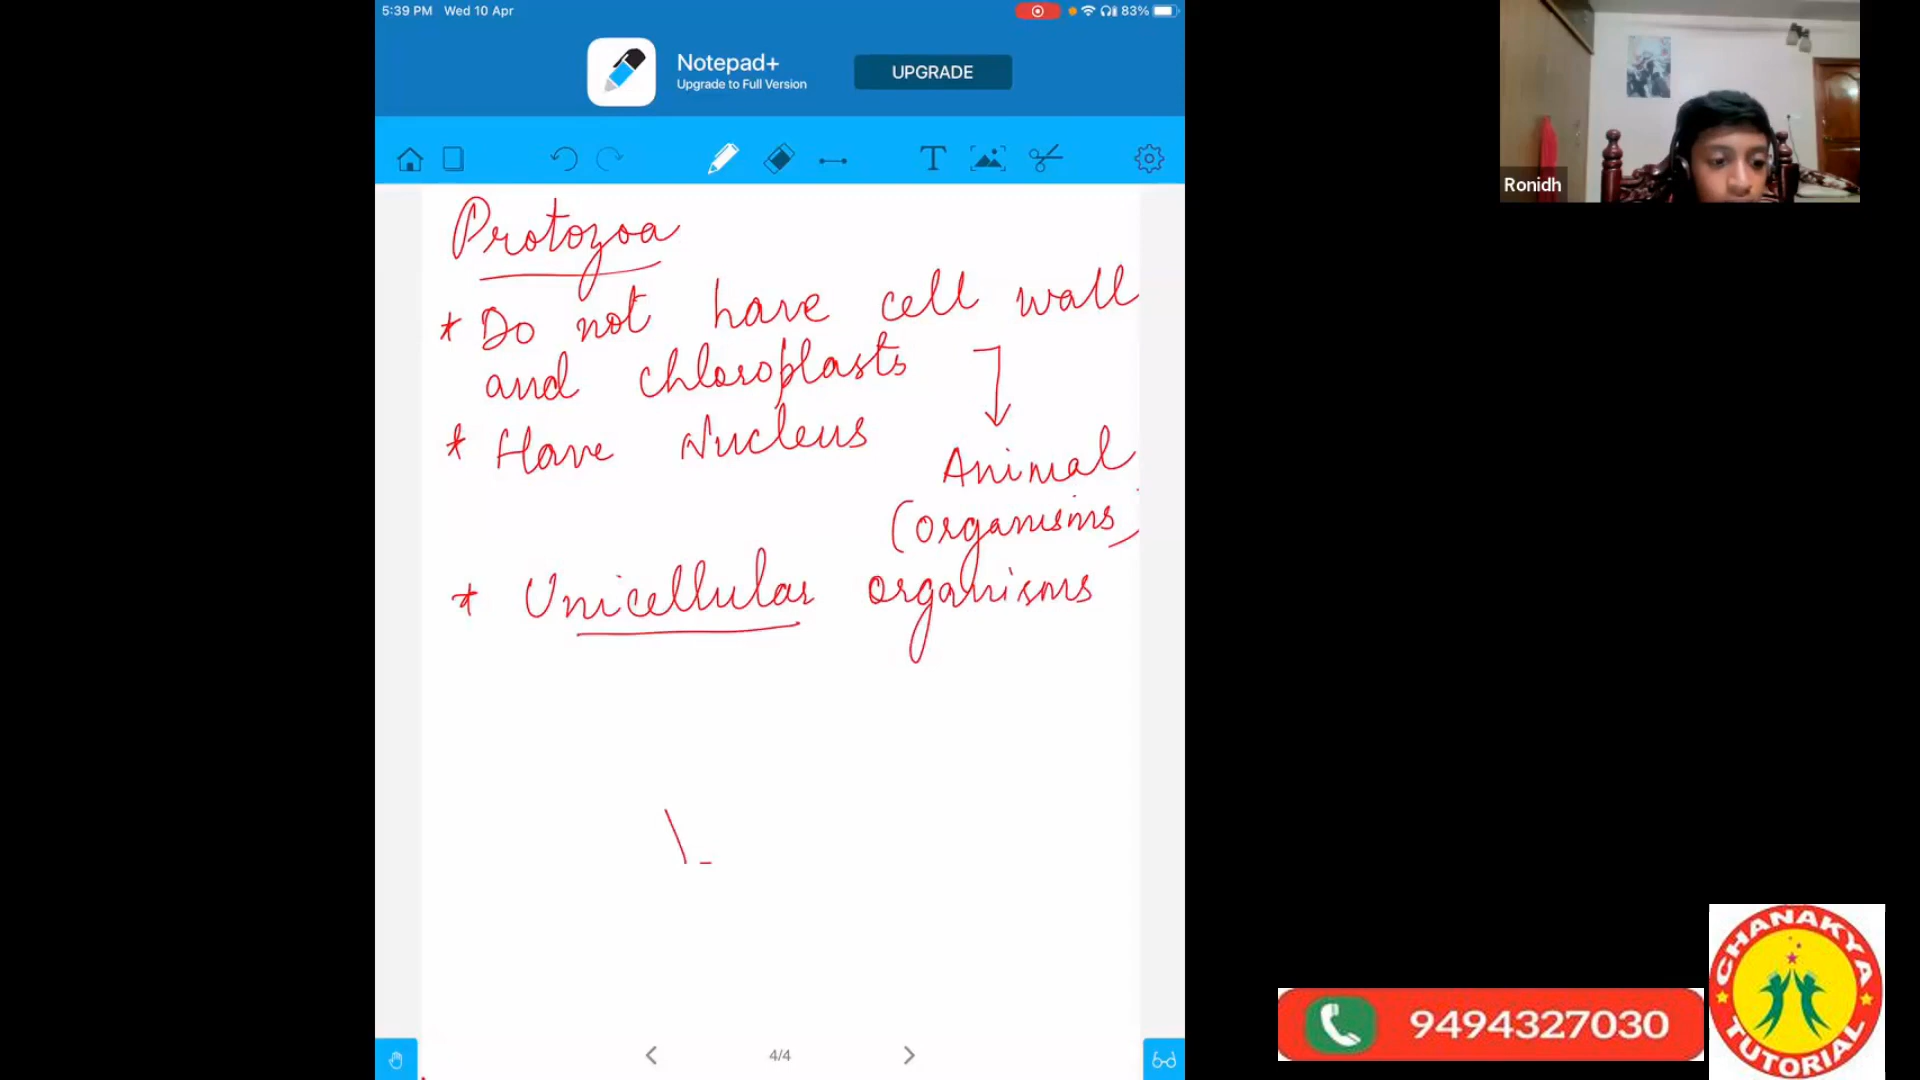 5:39 PM Wed 10 Apr
83%
Notepad+
Upgrade to Full Version
UPGRADE
T
Ronidh
Protozoa
* Do not have cell wall
and chloroplasts
* Have Nucleus
Animal
(organisms)
* Unicellular organisms
4/4
9494327030
CHANAKYA
TUTORIAL